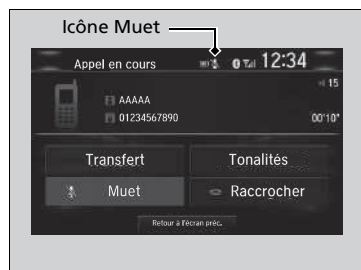 Icône Muet
Appel en cours 12:34
15
AAAAA
01234567890 00'10"
Transfert Tonalités
Muet Raccrocher
Retour à l'écran préc.